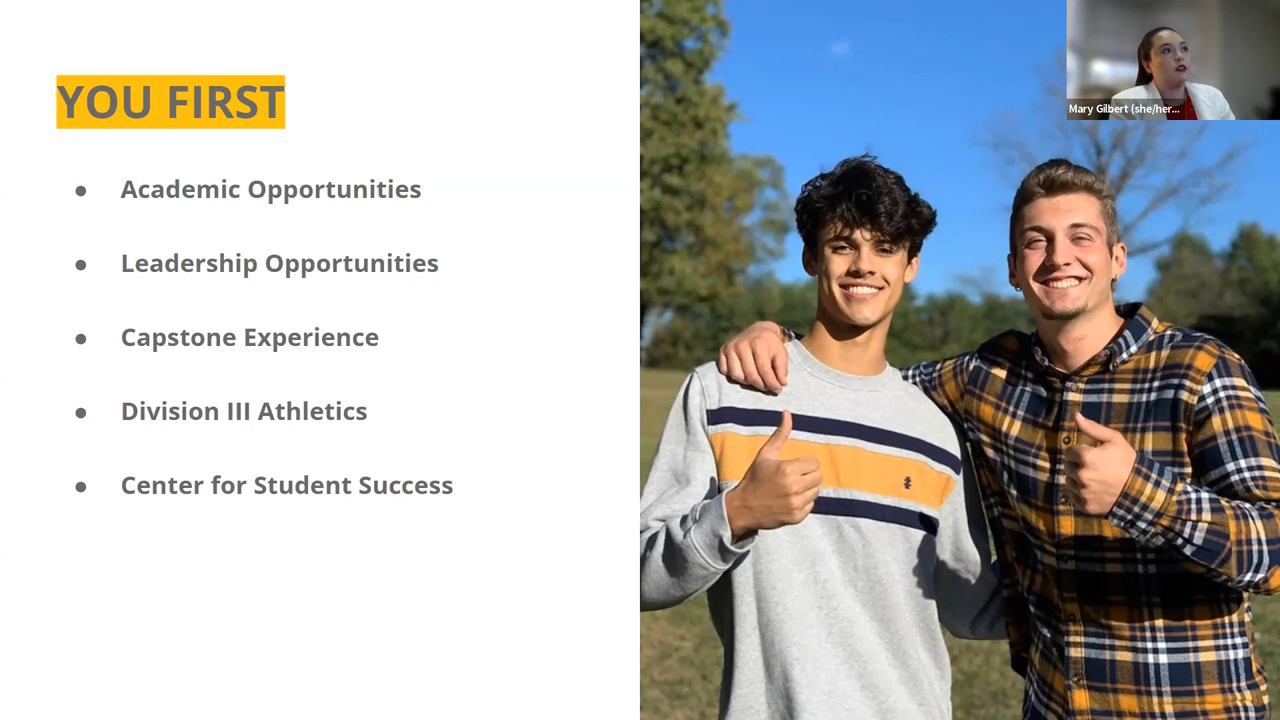 YOU FIRST
Academic Opportunities
Leadership Opportunities
Capstone Experience
Division III Athletics
Center for Student Success
Mary Gilbert (she/her...